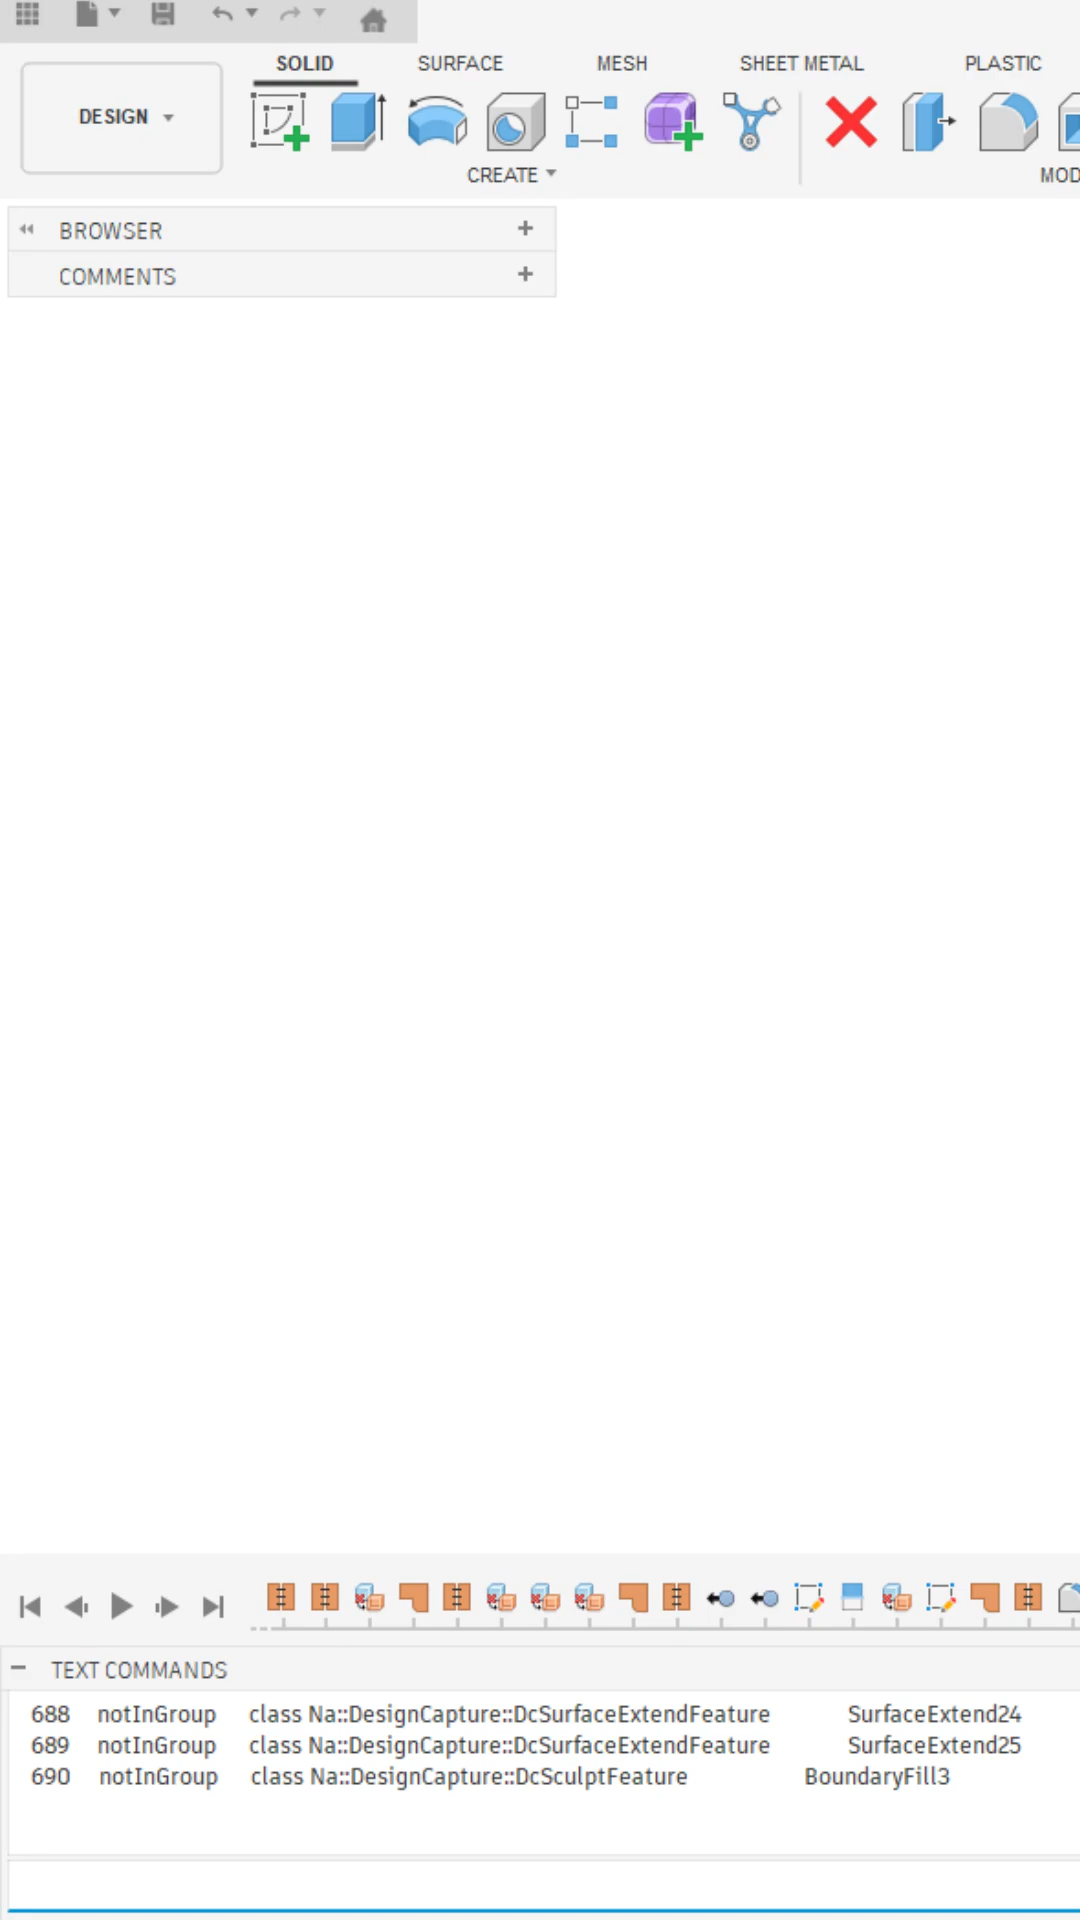 SOLID SURFACE MESH SHEET METAL PLASTIC
DESIGN
CREATE
MOD
BROWSER
COMMENTS
TEXT COMMANDS
688 notInGroup class Na::DesignCapture::DcSurfaceExtendFeature SurfaceExtend24
689 notInGroup class Na::DesignCapture::DcSurfaceExtendFeature SurfaceExtend25
690 notInGroup class Na::DesignCapture::DcSculptFeature BoundaryFill3